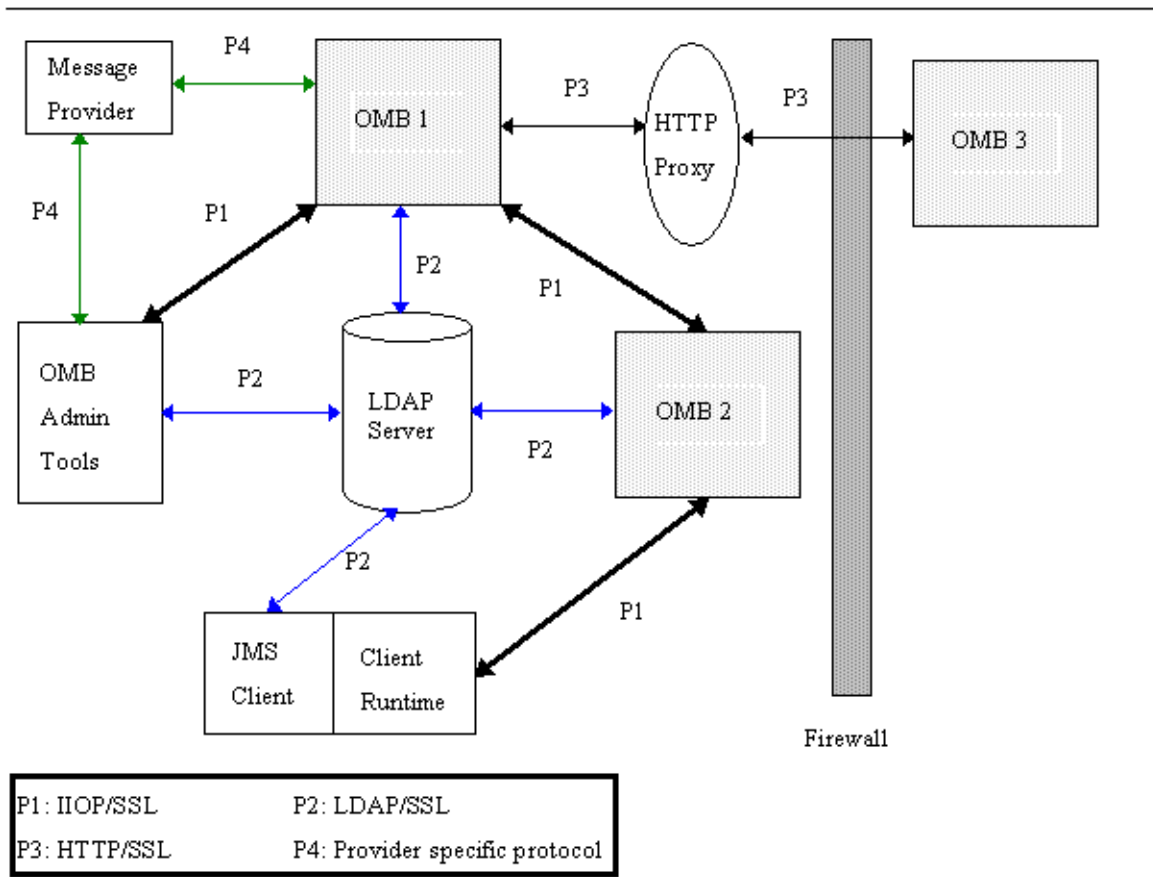 P4
Message
Provider
OMB 1
P3
HTTP
Proxy
P3
OMB 3
P4
P1
P2
P1
OMB
Admin
Tools
P2
LDAP
Server
P2
OMB 2
P2
JMS
Client
Client
Runtime
P1
Firewall
P1: IIOP/SSL P2: LDAP/SSL
P3: HTTP/SSL P4: Provider specific protocol